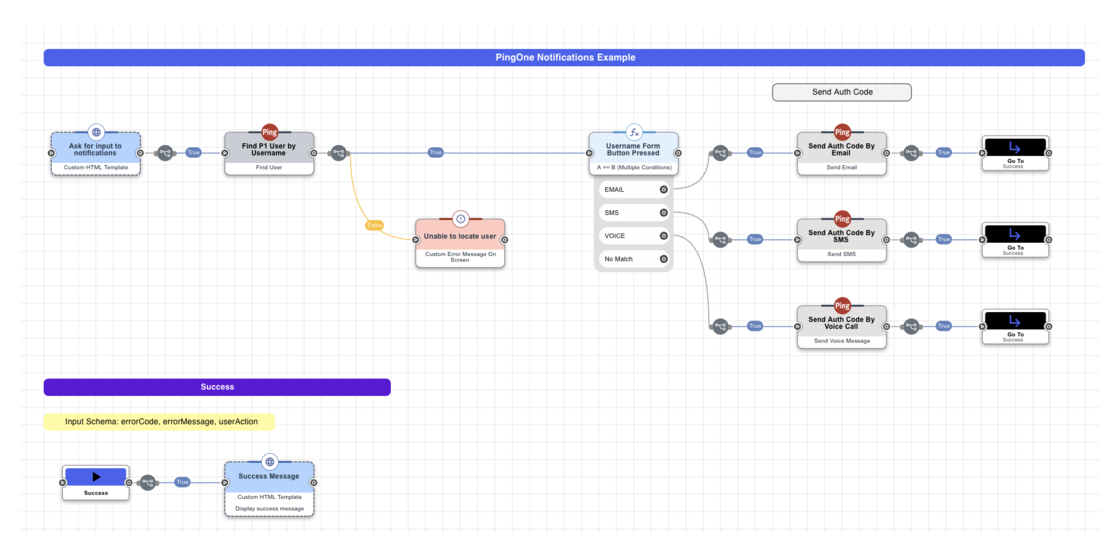 PingOne Notifications Example
Send Auth Code
Ask for input to
notifications
Custom HTML Template
True
Ping
Find P1 User by
Username
Find User
True
False
Unable to locate user
Custom Error Message On
Screen
fx
Username Form
Button Pressed
A == B (Multiple Conditions)
EMAIL
SMS
VOICE
No Match
True
Ping
Send Auth Code By
Email
Send Email
True
Go To
Success
True
Ping
Send Auth Code By
SMS
Send SMS
True
Go To
Success
True
Ping
Send Auth Code By
Voice Call
Send Voice Message
True
Go To
Success
Success
Input Schema: errorCode, errorMessage, userAction
Success
True
Success Message
Custom HTML Template
Display success message